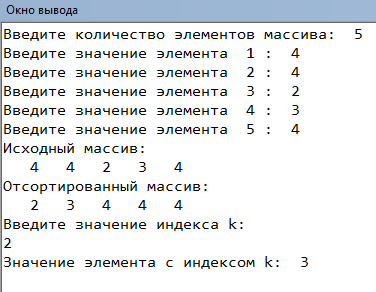 Окно вывода
Введите количество элементов массива:  5
Введите значение элемента  1 :  4
Введите значение элемента  2 :  4
Введите значение элемента  3 :  2
Введите значение элемента  4 :  3
Введите значение элемента  5 :  4
Исходный массив:
   4   4   2   3   4
Отсортированный массив:
   2   3   4   4   4
Введите значение индекса k:
2
Значение элемента с индексом k:  3